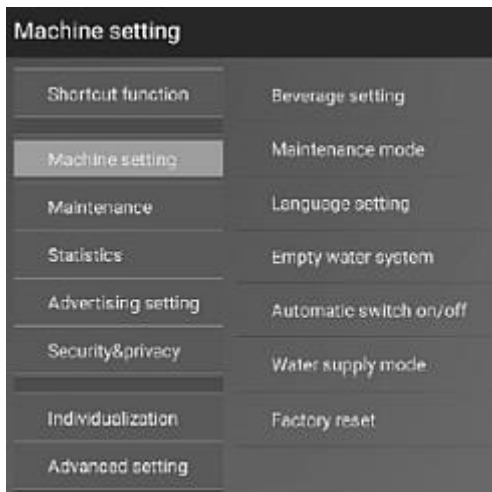 Machine setting
Shortcut function
Machine setting
Maintenance
Statistics
Advertising setting
Security&privacy
Individualization
Advanced setting
Beverage setting
Maintenance mode
Language setting
Empty water system
Automatic switch on/off
Water supply mode
Factory reset